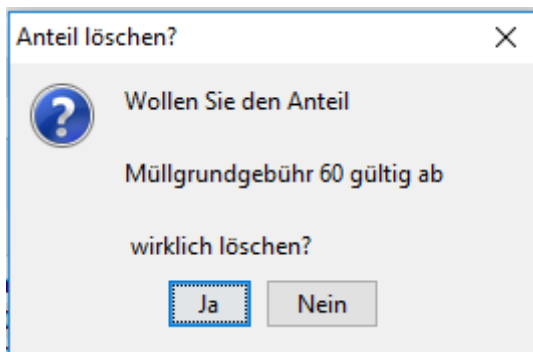 Anteil löschen?
Wollen Sie den Anteil
Müllgrundgebühr 60 gültig ab
wirklich löschen?
Ja Nein